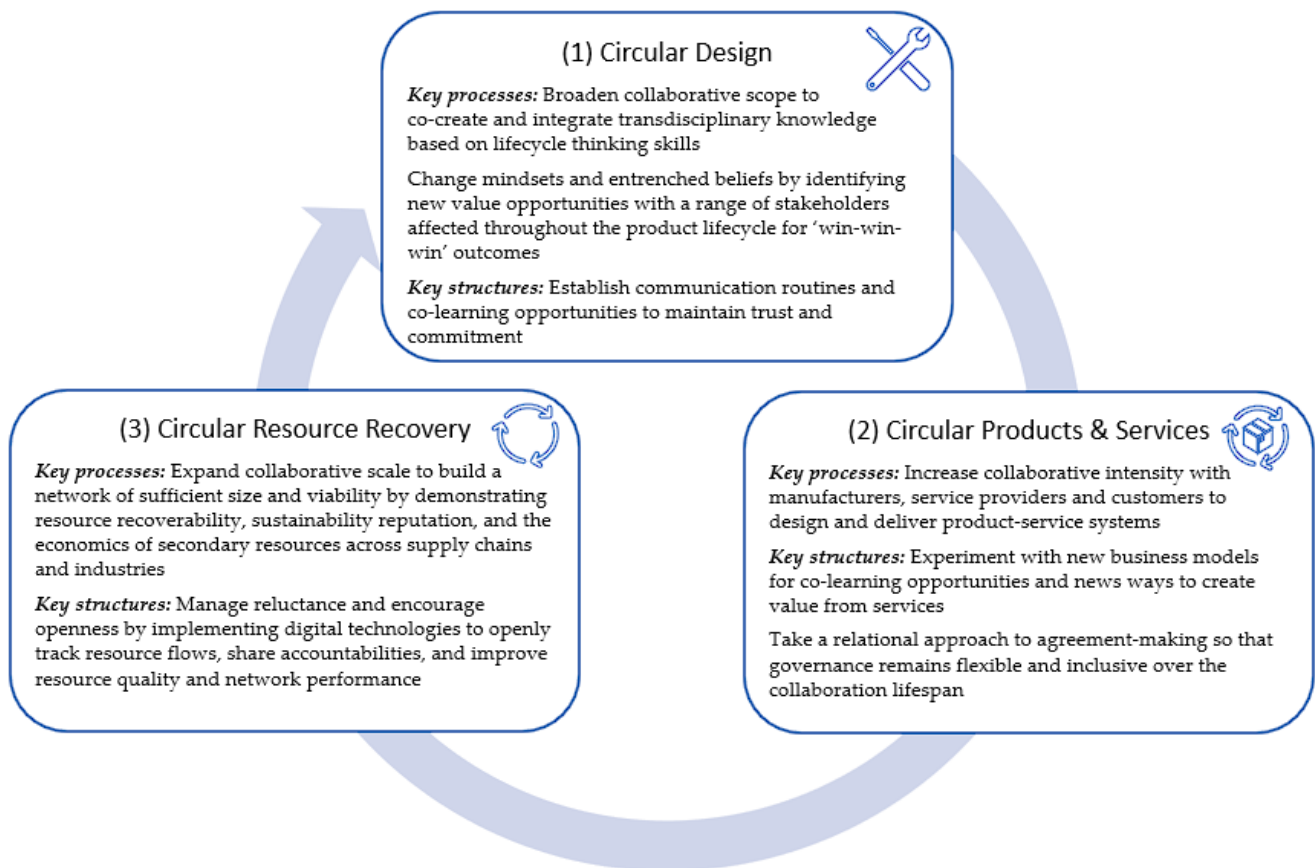 (1) Circular Design
Key processes: Broaden collaborative scope to
co-create and integrate transdisciplinary knowledge
based on lifecycle thinking skills
Change mindsets and entrenched beliefs by identifying
new value opportunities with a range of stakeholders
affected throughout the product lifecycle for ‘win-win-
win’ outcomes
Key structures: Establish communication routines and
co-learning opportunities to maintain trust and
commitment
(2) Circular Products & Services
Key processes: Increase collaborative intensity with
manufacturers, service providers and customers to
design and deliver product-service systems
Key structures: Experiment with new business models
for co-learning opportunities and news ways to create
value from services
Take a relational approach to agreement-making so that
governance remains flexible and inclusive over the
collaboration lifespan
(3) Circular Resource Recovery
Key processes: Expand collaborative scale to build a
network of sufficient size and viability by demonstrating
resource recoverability, sustainability reputation, and the
economics of secondary resources across supply chains
and industries
Key structures: Manage reluctance and encourage
openness by implementing digital technologies to openly
track resource flows, share accountabilities, and improve
resource quality and network performance